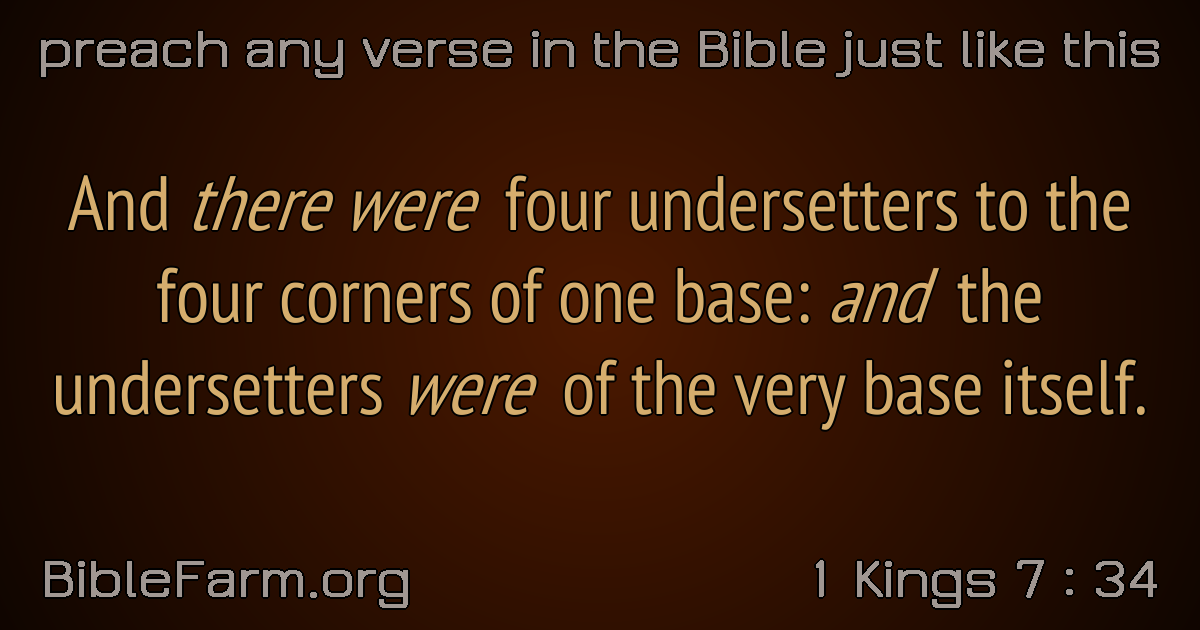 preach any verse in the Bible just like this
And there were four undersetters to the
four corners of one base: and the
undersetters were of the very base itself.
BibleFarm.org
1 Kings 7 : 34